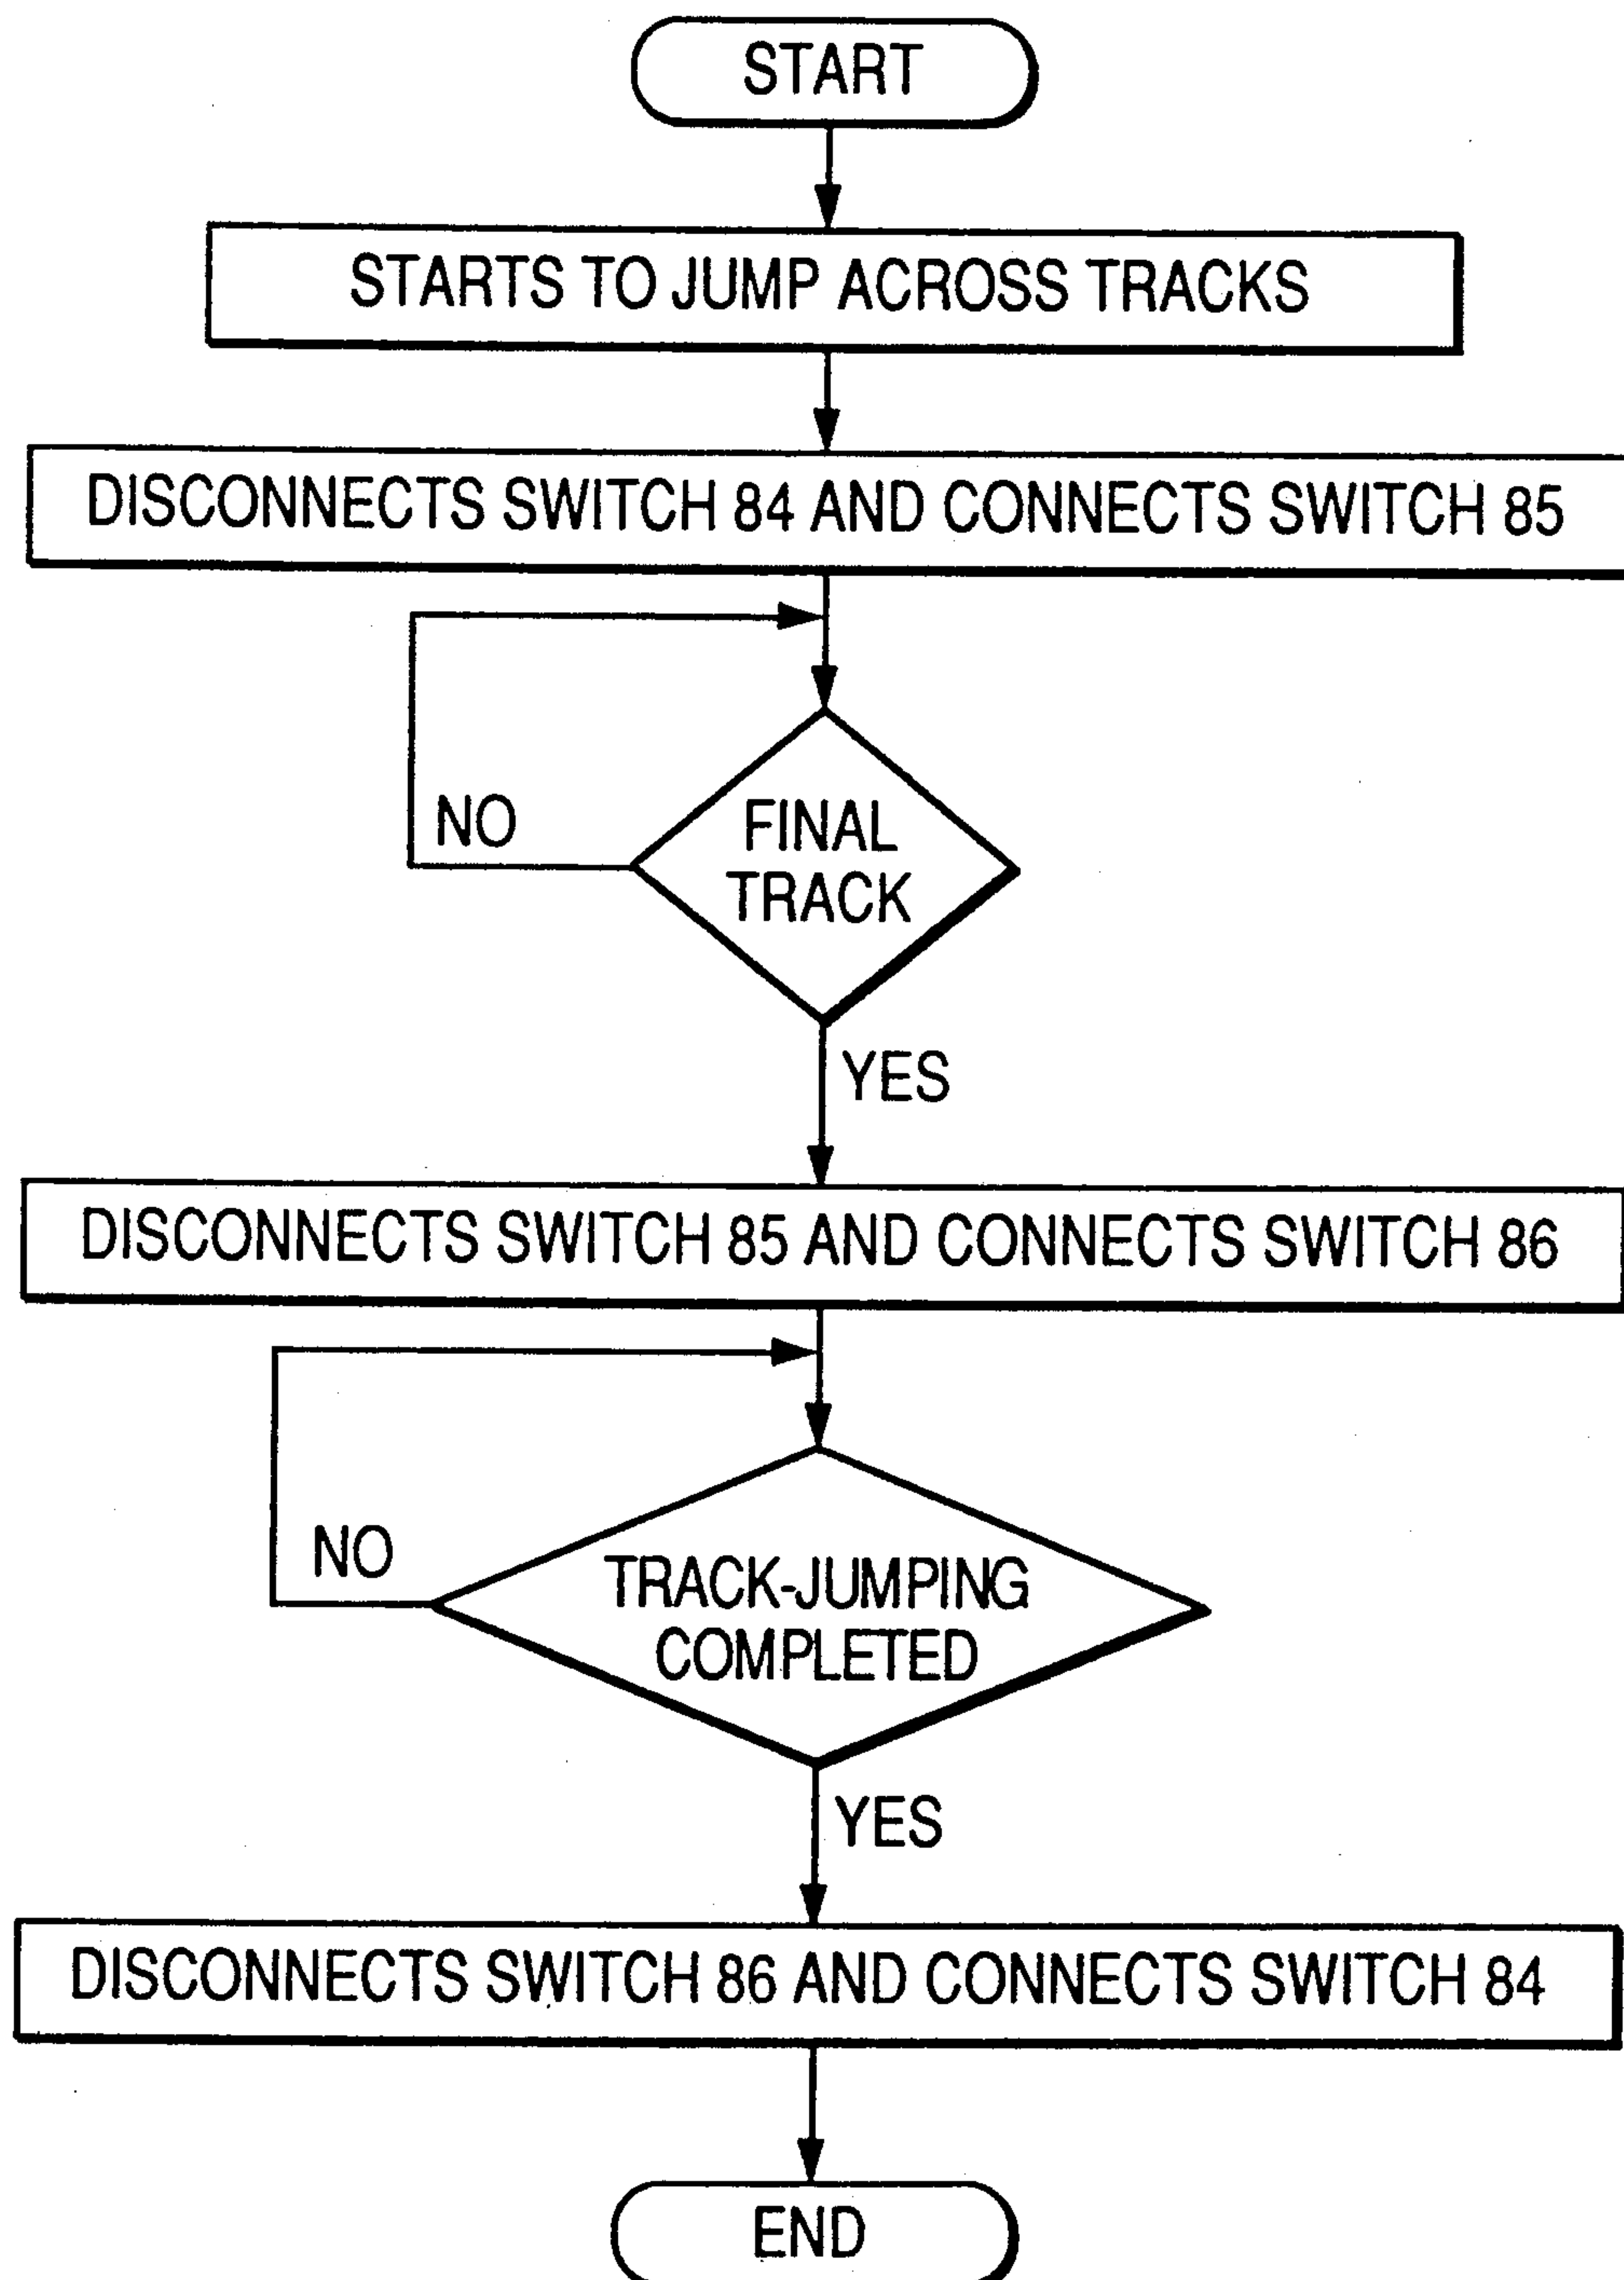 START
STARTS TO JUMP ACROSS TRACKS
DISCONNECTS SWITCH 84 AND CONNECTS SWITCH 85
NO
FINAL
TRACK
YES
DISCONNECTS SWITCH 85 AND CONNECTS SWITCH 86
NO
TRACK-JUMPING
COMPLETED
YES
DISCONNECTS SWITCH 86 AND CONNECTS SWITCH 84
END